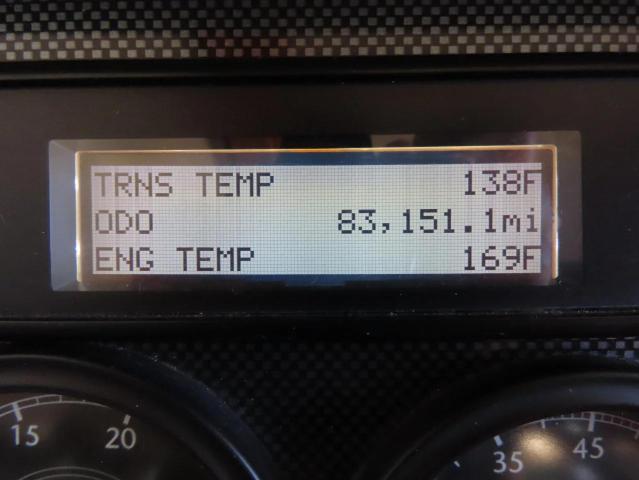 TRNS TEMP 138F
ODO 83,151.1mi
ENG TEMP 169F
15 20 35 45